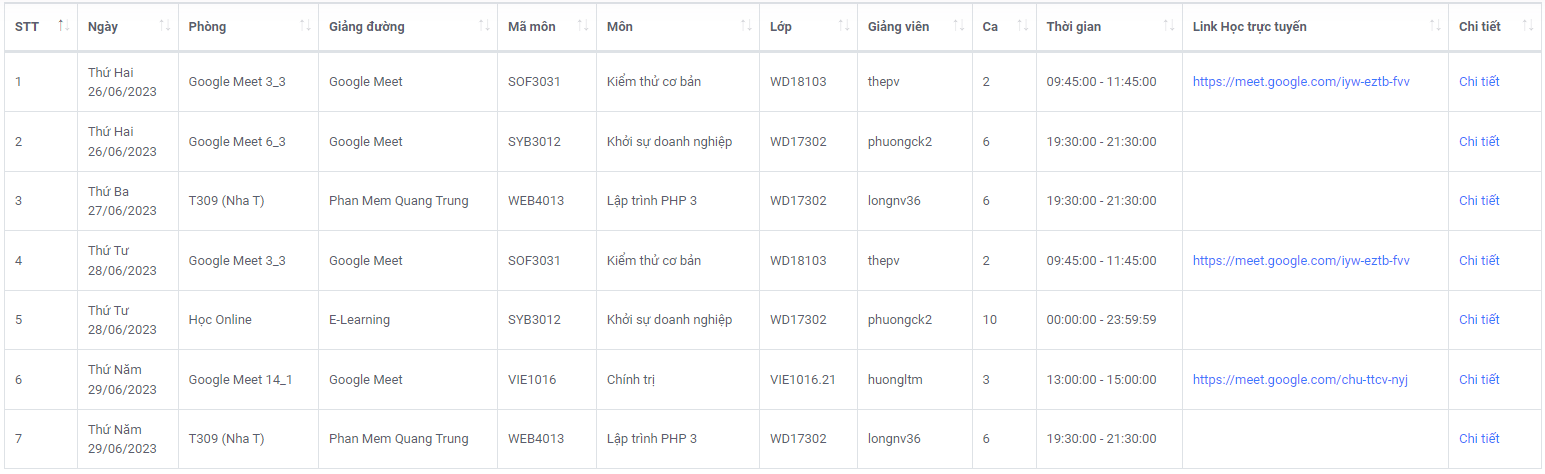 STT Ngày Phòng Giảng đường Mã môn Môn Lớp Giảng viên Ca Thời gian Link Học trực tuyến Chi tiết
1 Thứ Hai 26/06/2023 Google Meet 3_3 Google Meet SOF3031 Kiểm thử cơ bản WD18103 thepv 2 09:45:00 - 11:45:00 https://meet.google.com/iyw-eztb-fvv Chi tiết
2 Thứ Hai 26/06/2023 Google Meet 6_3 Google Meet SYB3012 Khởi sự doanh nghiệp WD17302 phuongck2 6 19:30:00 - 21:30:00 Chi tiết
3 Thứ Ba 27/06/2023 T309 (Nha T) Phan Mem Quang Trung WEB4013 Lập trình PHP 3 WD17302 longnv36 6 19:30:00 - 21:30:00 Chi tiết
4 Thứ Tư 28/06/2023 Google Meet 3_3 Google Meet SOF3031 Kiểm thử cơ bản WD18103 thepv 2 09:45:00 - 11:45:00 https://meet.google.com/iyw-eztb-fvv Chi tiết
5 Thứ Tư 28/06/2023 Học Online E-Learning SYB3012 Khởi sự doanh nghiệp WD17302 phuongck2 10 00:00:00 - 23:59:59 Chi tiết
6 Thứ Năm 29/06/2023 Google Meet 14_1 Google Meet VIE1016 Chính trị VIE1016.21 huongltm 3 13:00:00 - 15:00:00 https://meet.google.com/chu-ttcv-nyj Chi tiết
7 Thứ Năm 29/06/2023 T309 (Nha T) Phan Mem Quang Trung WEB4013 Lập trình PHP 3 WD17302 longnv36 6 19:30:00 - 21:30:00 Chi tiết